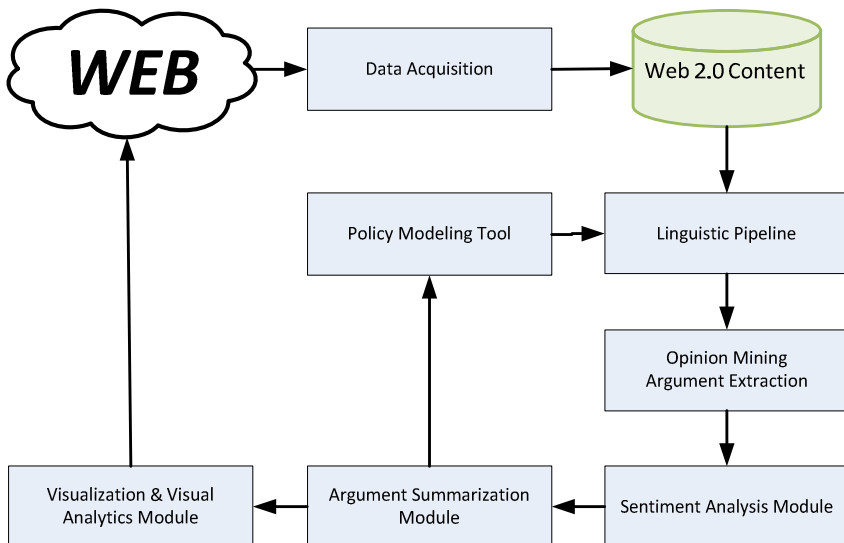 WEB
Data Acquisition
Web 2.0 Content
Policy Modeling Tool
Linguistic Pipeline
Opinion Mining
Argument Extraction
Visualization & Visual
Analytics Module
Argument Summarization
Module
Sentiment Analysis Module